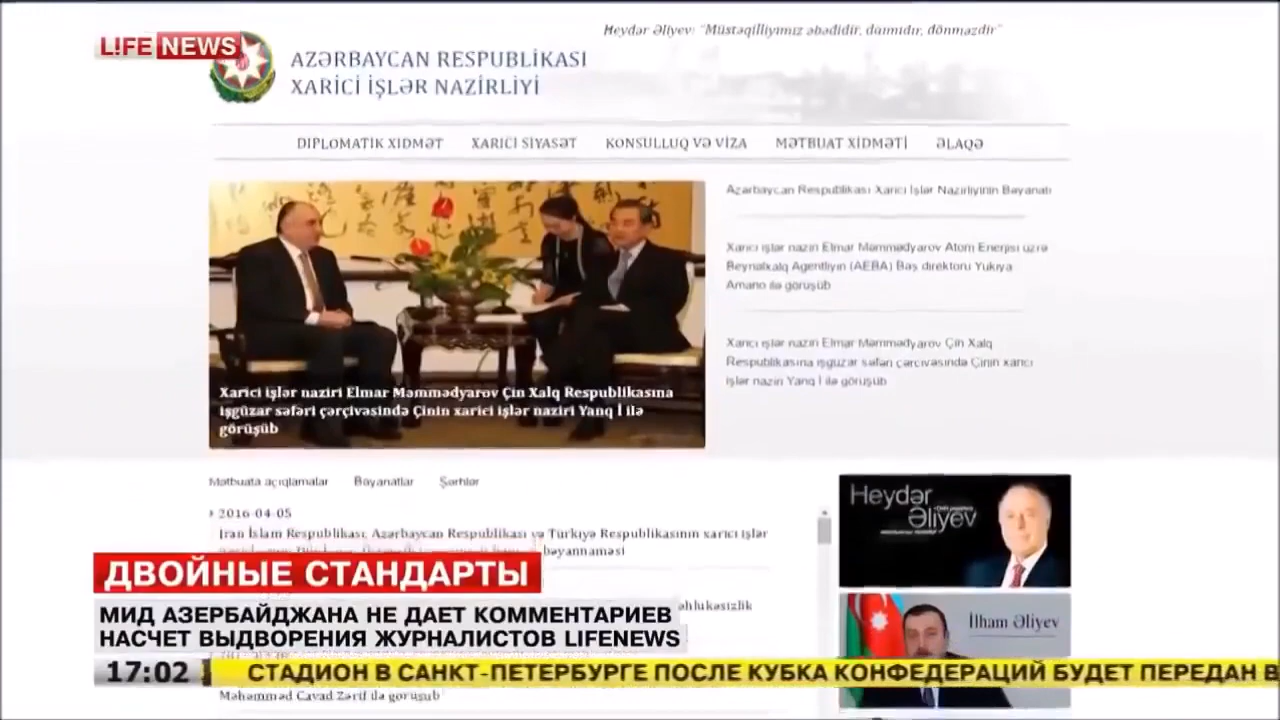 Heydər Əliyev: "Müstəqilliyimiz əbədidir, daimidir, dönməzdir"
LIFE NEWS
AZƏRBAYCAN RESPUBLİKASI
XARİCİ İŞLƏR NAZİRLİYİ
DIPLOMATIK XIDMƏT XARİCİ SİYASƏT KONSULLUQ VƏ VİZA MƏTBUAT XİDMƏTİ ƏLAQƏ
Azərbaycan Respublikası Xarici İşlər Nazirliyinin Bəyanatı
Xarici işlər naziri Elmar Məmmədyarov Atom Enerjisi üzrə
Beynəlxalq Agentliyin (AEBA) Baş direktoru Yukiya
Amano ilə görüşüb
Xarici işlər naziri Elmar Məmmədyarov Çin Xalq
Respublikasına işgüzar səfəri çərçivəsində Çinin xarici
işlər naziri Yanq İ ilə görüşüb
Xarici işlər naziri Elmar Məmmədyarov Çin Xalq Respublikasına
işgüzar səfəri çərçivəsində Çinin xarici işlər naziri Yanq İ ilə
görüşüb
Mətbuata açıqlamalar Bəyanatlar Şərhlər
2016-04-05
İran İslam Respublikası, Azərbaycan Respublikası və Türkiyə Respublikasının xarici işlər
bəyannaməsi
Heydər
Əliyev
İlham Əliyev
ДВОЙНЫЕ СТАНДАРТЫ
МИД АЗЕРБАЙДЖАНА НЕ ДАЕТ КОММЕНТАРИЕВ
НАСЧЕТ ВЫДВОРЕНИЯ ЖУРНАЛИСТОВ LIFENEWS
17:02 СТАДИОН В САНКТ-ПЕТЕРБУРГЕ ПОСЛЕ КУБКА КОНФЕДЕРАЦИЙ БУДЕТ ПЕРЕДАН В
Məhəmməd Cavad Zərif ilə görüşüb